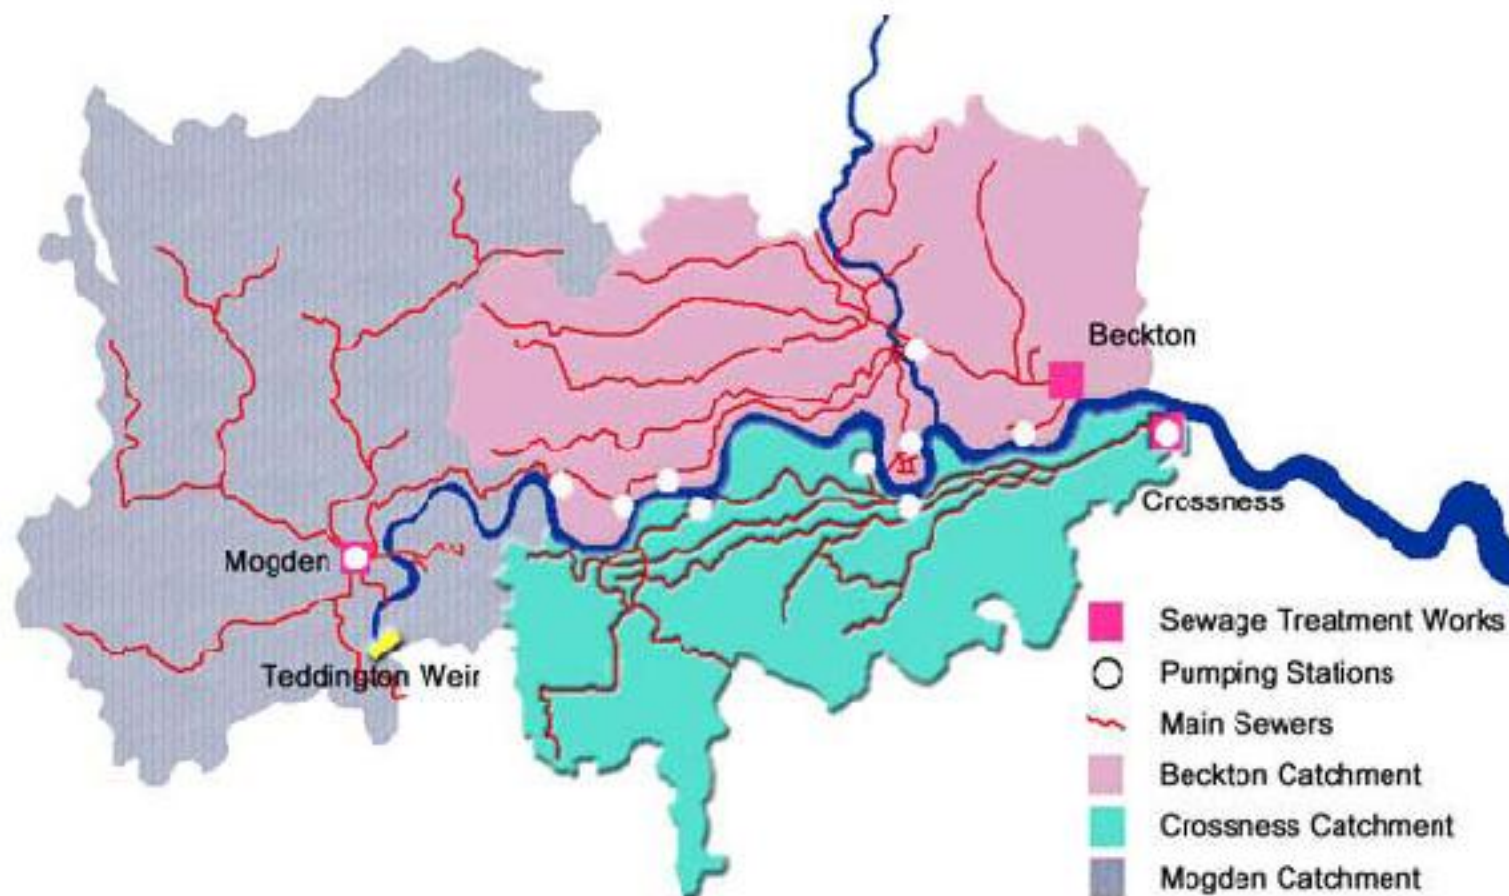 Beckton
Crossness
Mogden
Teddington Weir
Sewage Treatment Works
Pumping Stations
Main Sewers
Beckton Catchment
Crossness Catchment
Mogden Catchment